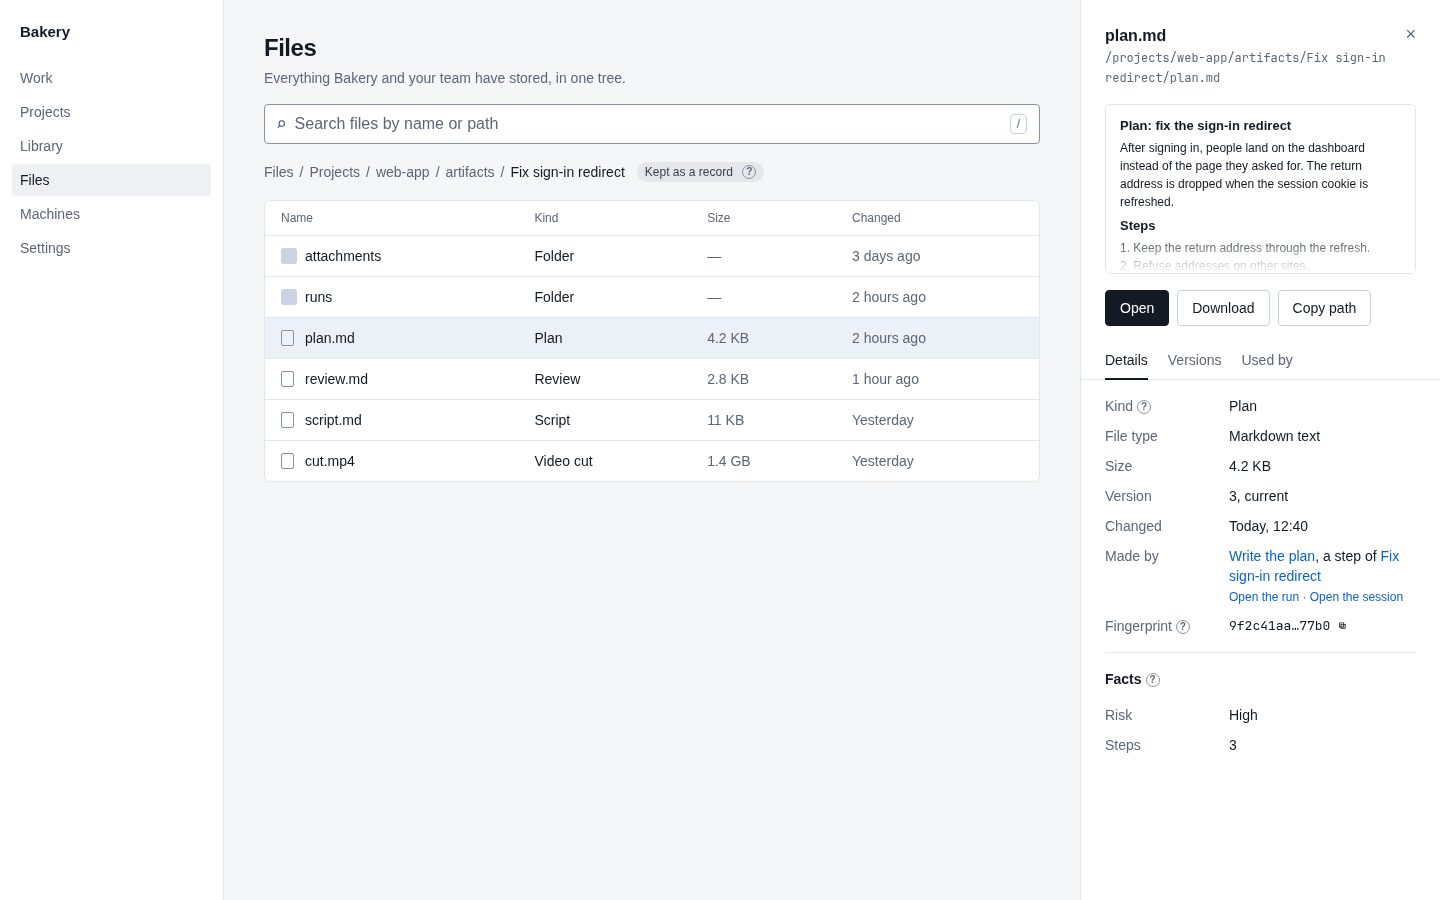 Bakery
Work
Projects
Library
Files
Machines
Settings
Files
Everything Bakery and your team have stored, in one tree.
Search files by name or path
/
Files / Projects / web-app / artifacts / Fix sign-in redirect
Kept as a record ?
Name Kind Size Changed
attachments Folder — 3 days ago
runs Folder — 2 hours ago
plan.md Plan 4.2 KB 2 hours ago
review.md Review 2.8 KB 1 hour ago
script.md Script 11 KB Yesterday
cut.mp4 Video cut 1.4 GB Yesterday
plan.md ×
/projects/web-app/artifacts/Fix sign-in
redirect/plan.md
Plan: fix the sign-in redirect
After signing in, people land on the dashboard
instead of the page they asked for. The return
address is dropped when the session cookie is
refreshed.
Steps
1. Keep the return address through the refresh.
2. Refuse addresses on other sites.
Open Download Copy path
Details Versions Used by
Kind ? Plan
File type Markdown text
Size 4.2 KB
Version 3, current
Changed Today, 12:40
Made by Write the plan, a step of Fix
sign-in redirect
Open the run · Open the session
Fingerprint ? 9f2c41aa…77b0
Facts ?
Risk High
Steps 3